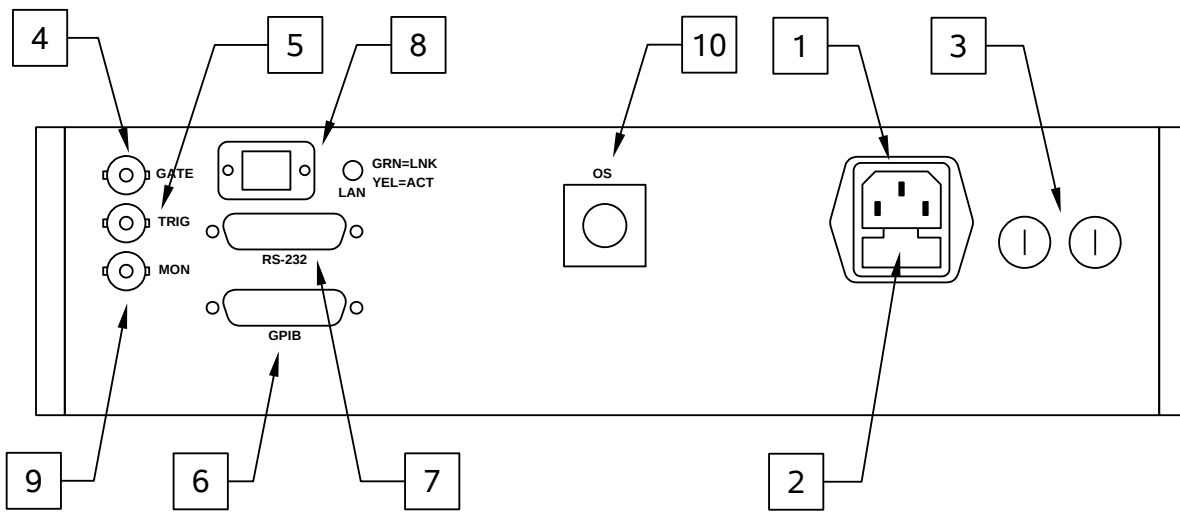 4
5
8
10
1
3
GATE
GRN=LNK
YEL=ACT
LAN
OS
TRIG
RS-232
MON
GPIB
9
6
7
2